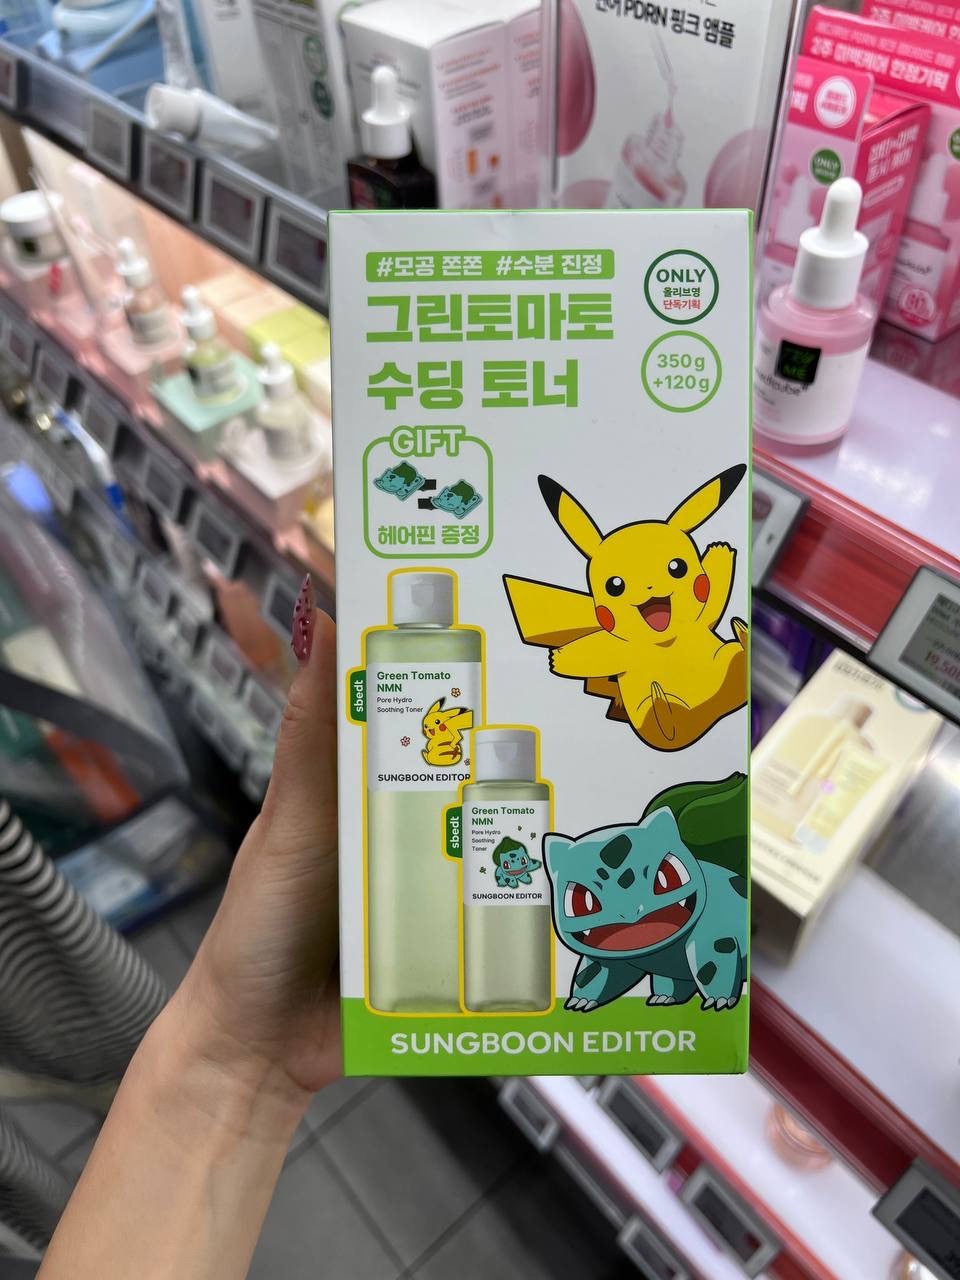 PDRN 핑크 앰플
ONLY
#모공 쫀쫀 #수분 진정
ONLY
올리브영
단독기획
그린토마토
수딩 토너
350g
+120g
GIFT
헤어핀 증정
sbedt
Green Tomato
NMN
Pore Hydro
Soothing Toner
SUNGBOON EDITOR
sbedt
Green Tomato
NMN
Pore Hydro
Soothing
Toner
SUNGBOON EDITOR
SUNGBOON EDITOR